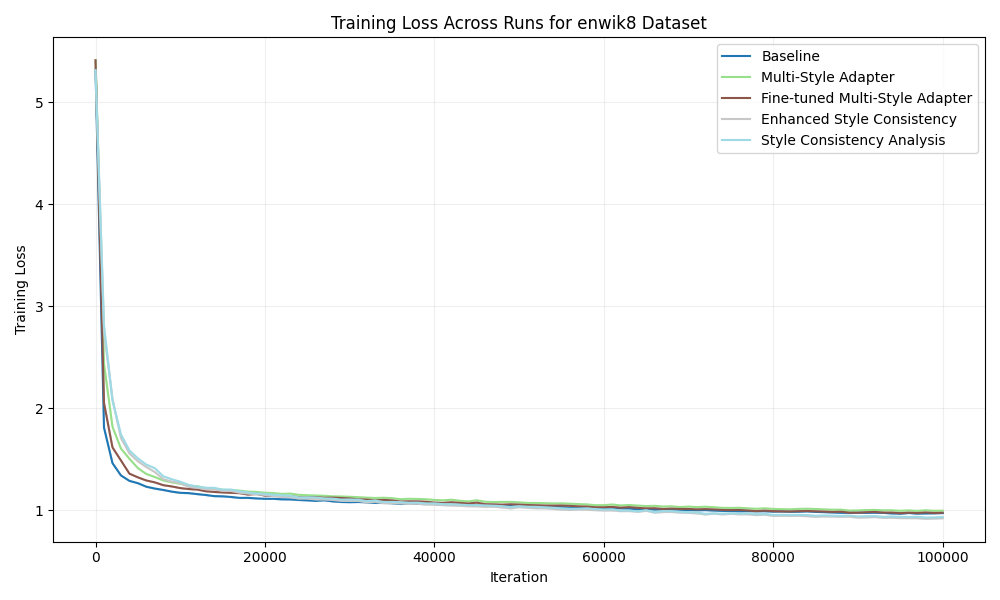 Training Loss Across Runs for enwik8 Dataset
Baseline
Multi-Style Adapter
Fine-tuned Multi-Style Adapter
Enhanced Style Consistency
Style Consistency Analysis
Training Loss
5
4
3
2
1
0
20000
40000
60000
80000
100000
Iteration